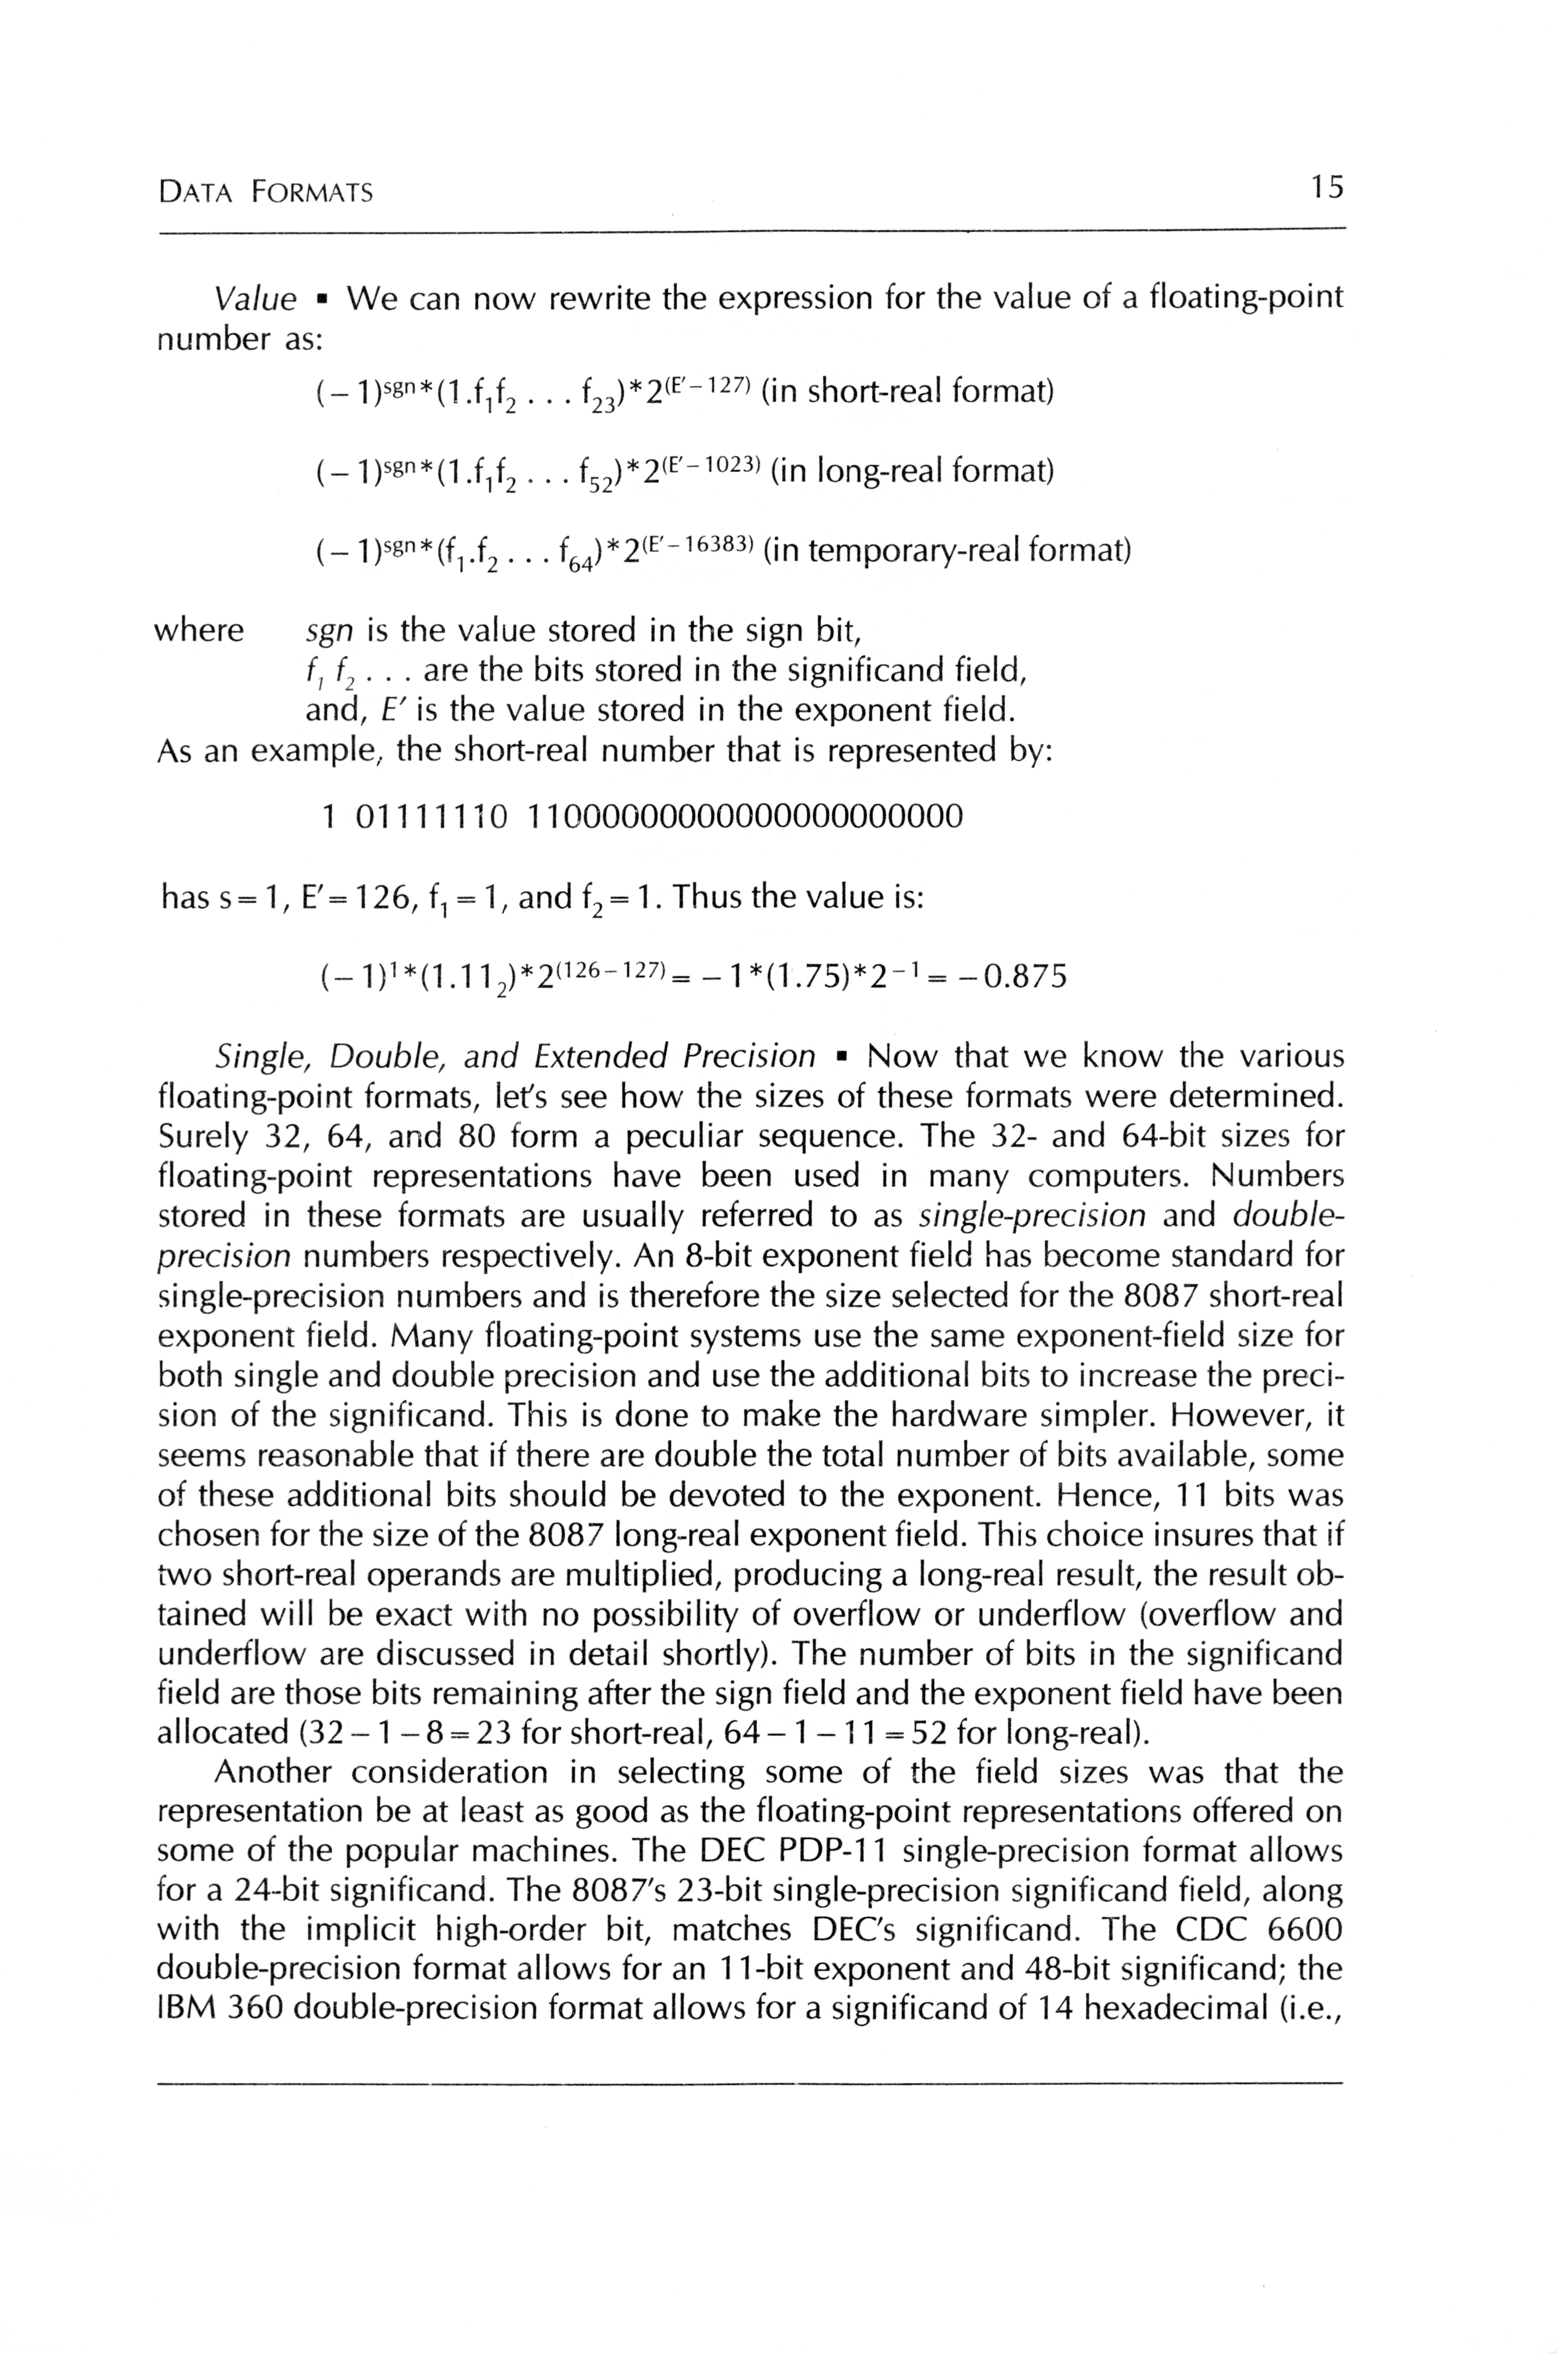 DATA FORMATS 15
Value ▪ We can now rewrite the expression for the value of a floating-point
number as:
(– 1)^sgn*(1.f₁f₂ . . . f₂₃)*2^(E′–127) (in short-real format)
(– 1)^sgn*(1.f₁f₂ . . . f₅₂)*2^(E′–1023) (in long-real format)
(– 1)^sgn*(f₁.f₂ . . . f₆₄)*2^(E′–16383) (in temporary-real format)
where sgn is the value stored in the sign bit,
f₁ f₂ . . . are the bits stored in the significand field,
and, E′ is the value stored in the exponent field.
As an example, the short-real number that is represented by:
1 01111110 11000000000000000000000
has s = 1, E′ = 126, f₁ = 1, and f₂ = 1. Thus the value is:
(– 1)¹*(1.11₂)*2^(126–127) = – 1*(1.75)*2^–1 = –0.875
Single, Double, and Extended Precision ▪ Now that we know the various
floating-point formats, let's see how the sizes of these formats were determined.
Surely 32, 64, and 80 form a peculiar sequence. The 32- and 64-bit sizes for
floating-point representations have been used in many computers. Numbers
stored in these formats are usually referred to as single-precision and double-
precision numbers respectively. An 8-bit exponent field has become standard for
single-precision numbers and is therefore the size selected for the 8087 short-real
exponent field. Many floating-point systems use the same exponent-field size for
both single and double precision and use the additional bits to increase the preci-
sion of the significand. This is done to make the hardware simpler. However, it
seems reasonable that if there are double the total number of bits available, some
of these additional bits should be devoted to the exponent. Hence, 11 bits was
chosen for the size of the 8087 long-real exponent field. This choice insures that if
two short-real operands are multiplied, producing a long-real result, the result ob-
tained will be exact with no possibility of overflow or underflow (overflow and
underflow are discussed in detail shortly). The number of bits in the significand
field are those bits remaining after the sign field and the exponent field have been
allocated (32 – 1 – 8 = 23 for short-real, 64 – 1 – 11 = 52 for long-real).
Another consideration in selecting some of the field sizes was that the
representation be at least as good as the floating-point representations offered on
some of the popular machines. The DEC PDP-11 single-precision format allows
for a 24-bit significand. The 8087's 23-bit single-precision significand field, along
with the implicit high-order bit, matches DEC's significand. The CDC 6600
double-precision format allows for an 11-bit exponent and 48-bit significand; the
IBM 360 double-precision format allows for a significand of 14 hexadecimal (i.e.,